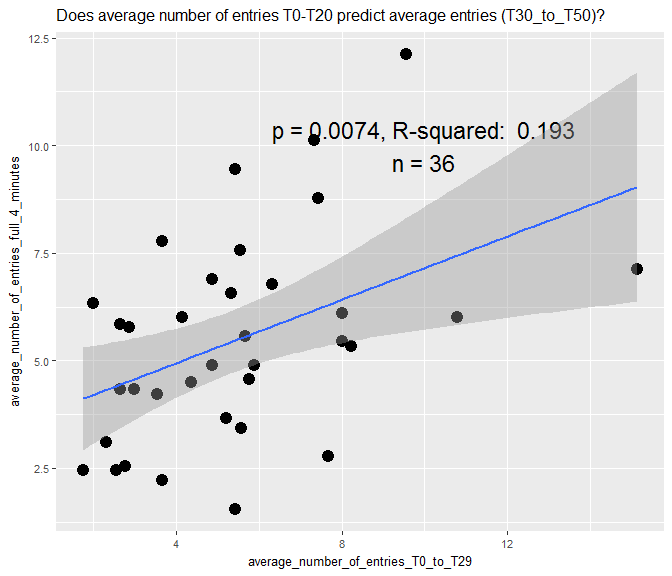 Does average number of entries T0-T20 predict average entries (T30_to_T50)?
12.5
10.0
7.5
5.0
2.5
average_number_of_entries_full_4_minutes
p = 0.0074, R-squared:  0.193
n = 36
4
8
12
average_number_of_entries_T0_to_T29